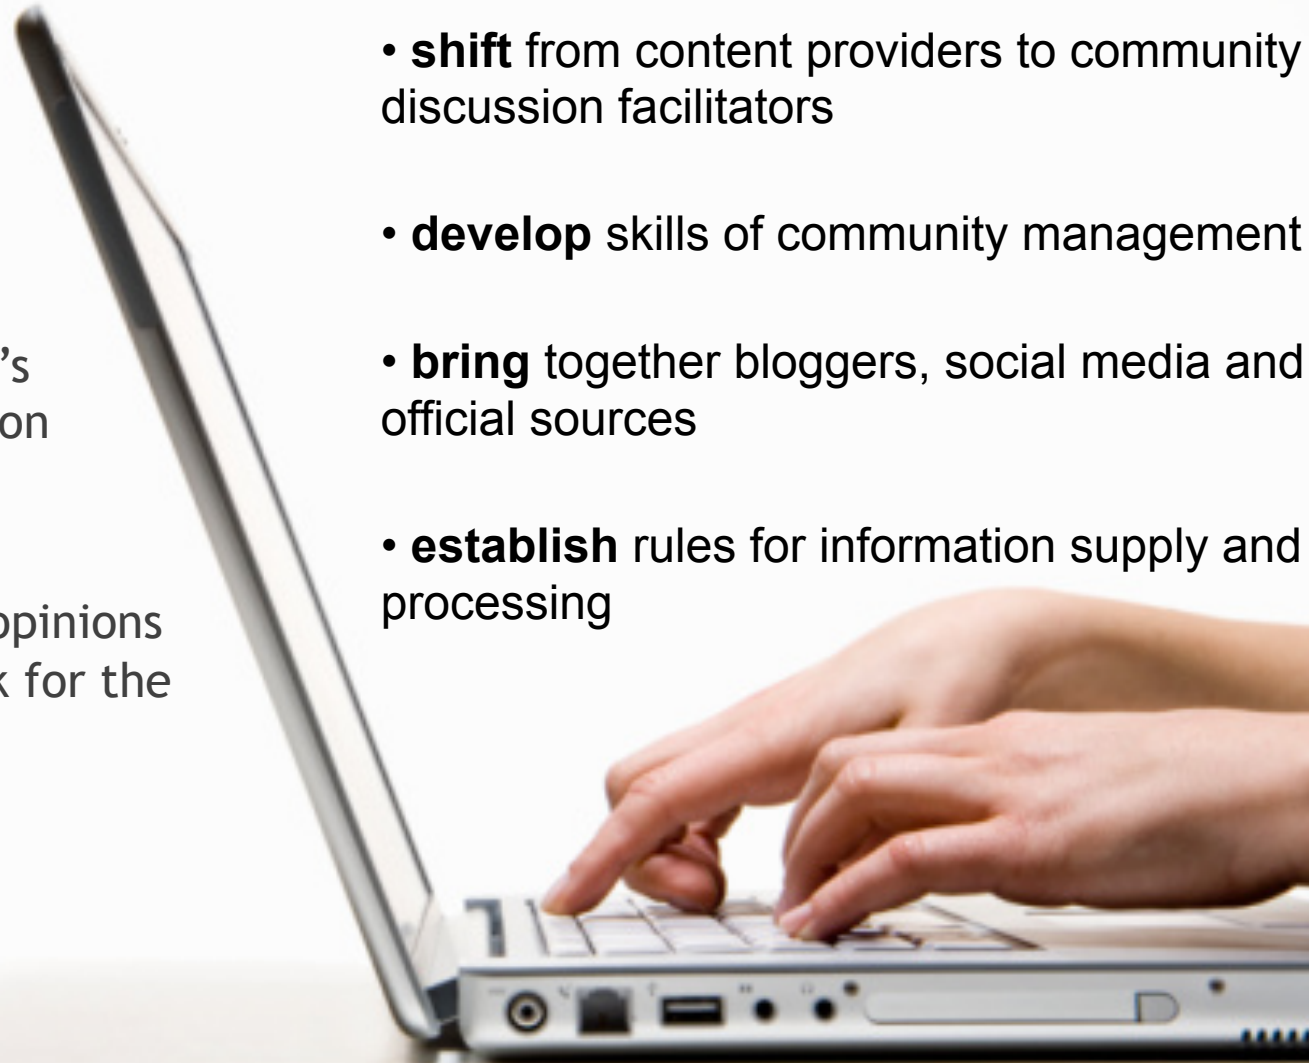 ’s
on
opinions
k for the
• shift from content providers to community
discussion facilitators
• develop skills of community management
• bring together bloggers, social media and
official sources
• establish rules for information supply and
processing